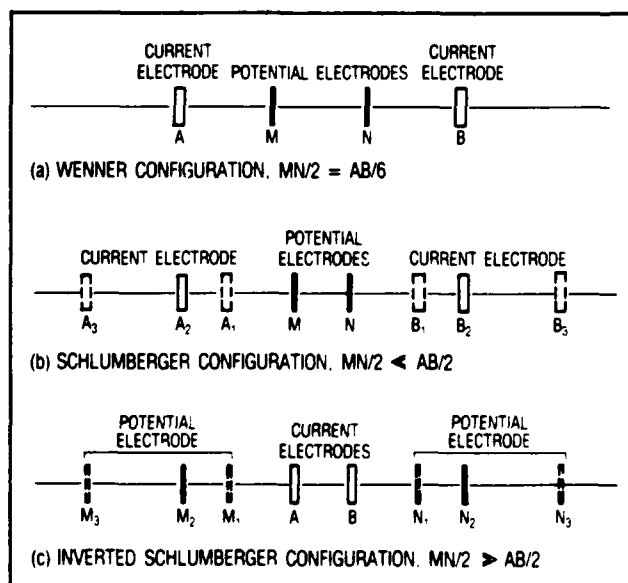 CURRENT ELECTRODE
POTENTIAL ELECTRODES
CURRENT ELECTRODE
A M N B
(a) WENNER CONFIGURATION, MN/2 = AB/6
CURRENT ELECTRODE
POTENTIAL ELECTRODES
CURRENT ELECTRODE
A₃ A₂ A₁ M N B₁ B₂ B₃
(b) SCHLUMBERGER CONFIGURATION, MN/2 < AB/2
POTENTIAL ELECTRODE
CURRENT ELECTRODES
POTENTIAL ELECTRODE
M₃ M₂ M₁ A B N₁ N₂ N₃
(c) INVERTED SCHLUMBERGER CONFIGURATION, MN/2 > AB/2